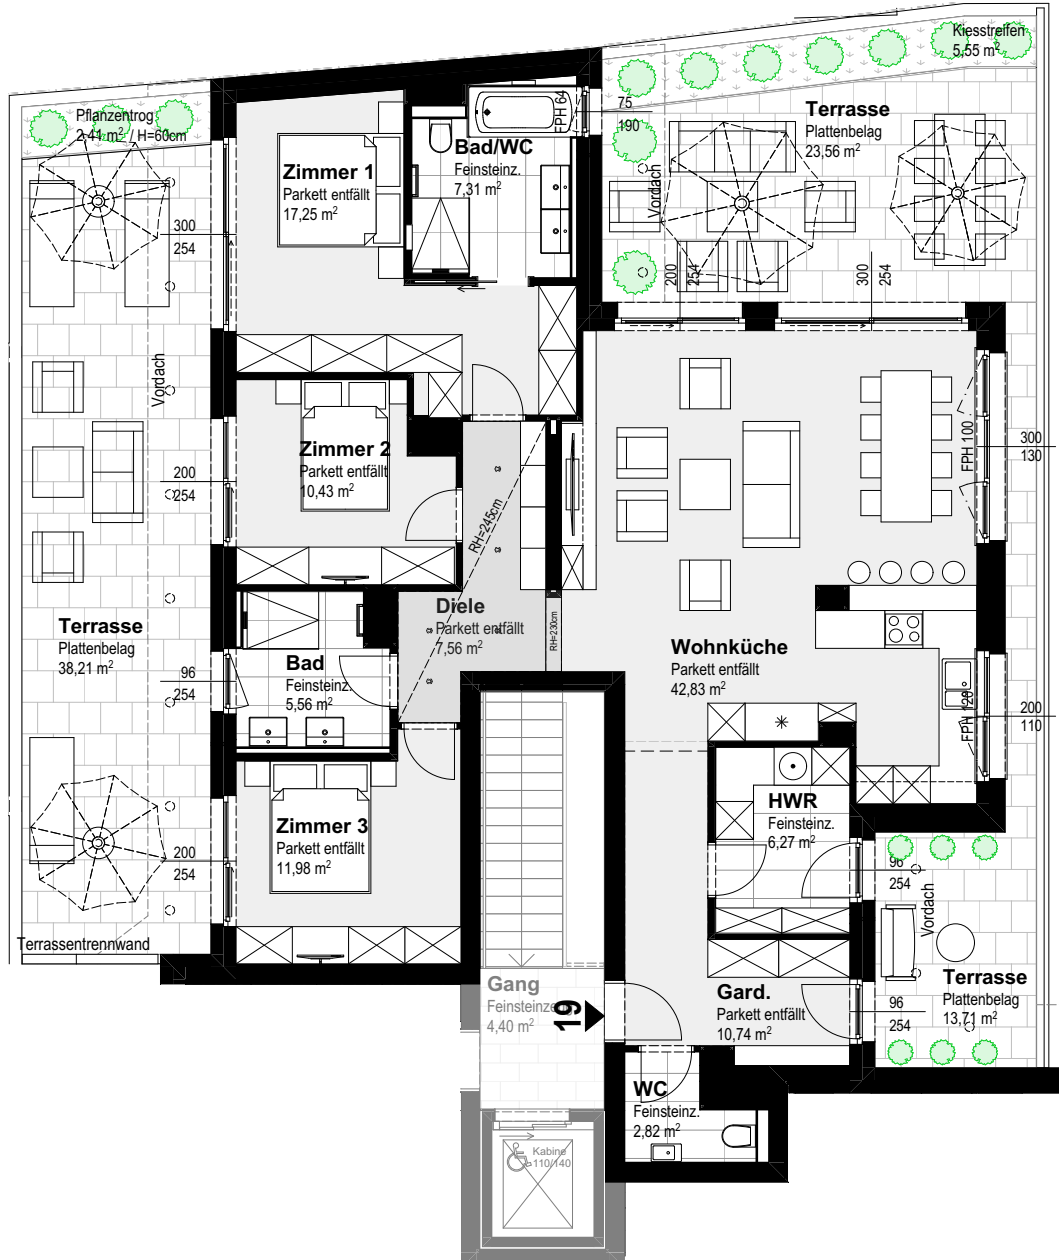 Kiesstreifen
5,55 m²
Pflanzentrog
2,41 m² / H=60cm
Terrasse
Plattenbelag
23,56 m²
75
190
FPH 64
Bad/WC
Feinsteinz.
7,31 m²
Zimmer 1
Parkett entfällt
17,25 m²
Vordach
300
254
200
254
300
254
Vordach
Zimmer 2
Parkett entfällt
10,43 m²
200
254
RH=245cm
FPH 100
300
130
Diele
Parkett entfällt
7,56 m²
RH=230cm
Terrasse
Plattenbelag
38,21 m²
Bad
Feinsteinz.
5,56 m²
96
254
Wohnküche
Parkett entfällt
42,83 m²
FPH 120
200
110
Zimmer 3
Parkett entfällt
11,98 m²
200
254
HWR
Feinsteinz.
6,27 m²
96
254
Vordach
Terrassentrennwand
Gang
Feinsteinzeug
4,40 m²
19
Gard.
Parkett entfällt
10,74 m²
96
254
Terrasse
Plattenbelag
13,71 m²
WC
Feinsteinz.
2,82 m²
Kabine
110/140